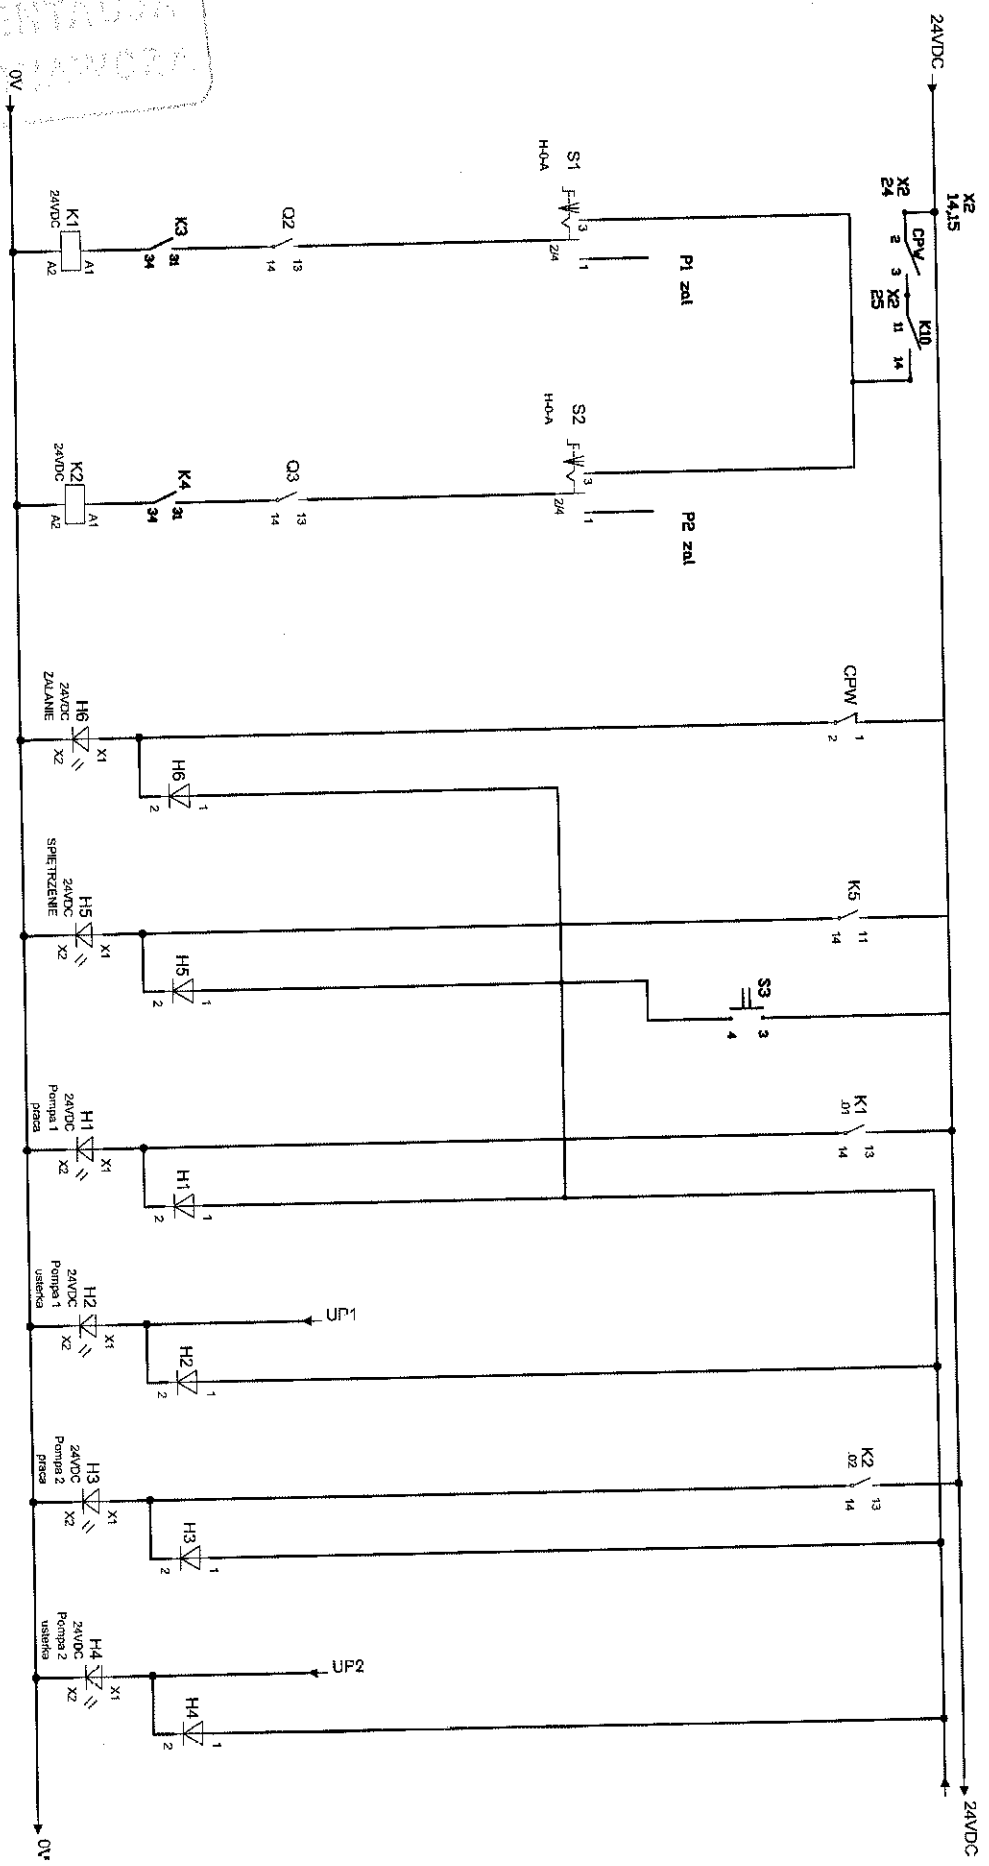 24VDC
X2
14,15
X2
24
CPW
2
3
X2
25
K10
11
14
S1
H-0-A
3
2/4
1
P1 zal
Q2
13
14
K3
31
34
K1
24VDC
A1
A2
S2
H-0-A
3
2/4
1
P2 zal
Q3
13
14
K4
31
34
K2
24VDC
A1
A2
CPW
1
2
H6
1
2
H6
24VDC
ZALANIE
X1
X2
K5
11
14
S3
3
4
H5
1
2
H5
24VDC
SPIĘTRZENIE
X1
X2
K1
.01
13
14
H1
1
2
H1
24VDC
Pompa 1
praca
X1
X2
UP1
H2
1
2
H2
24VDC
Pompa 1
usterka
X1
X2
K2
.02
13
14
H3
1
2
H3
24VDC
Pompa 2
praca
X1
X2
UP2
H4
1
2
H4
24VDC
Pompa 2
usterka
X1
X2
24VDC
0V
0V